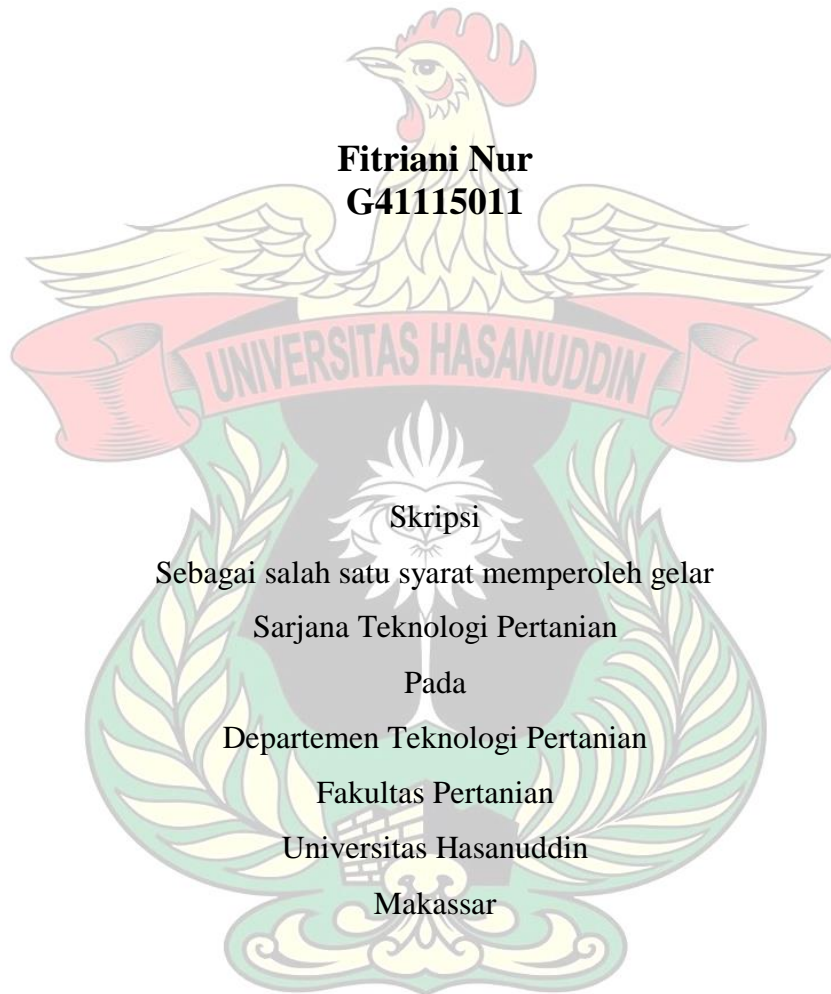 Fitriani Nur
G41115011
UNIVERSITAS HASANUDDIN
Skripsi
Sebagai salah satu syarat memperoleh gelar
Sarjana Teknologi Pertanian
Pada
Departemen Teknologi Pertanian
Fakultas Pertanian
Universitas Hasanuddin
Makassar